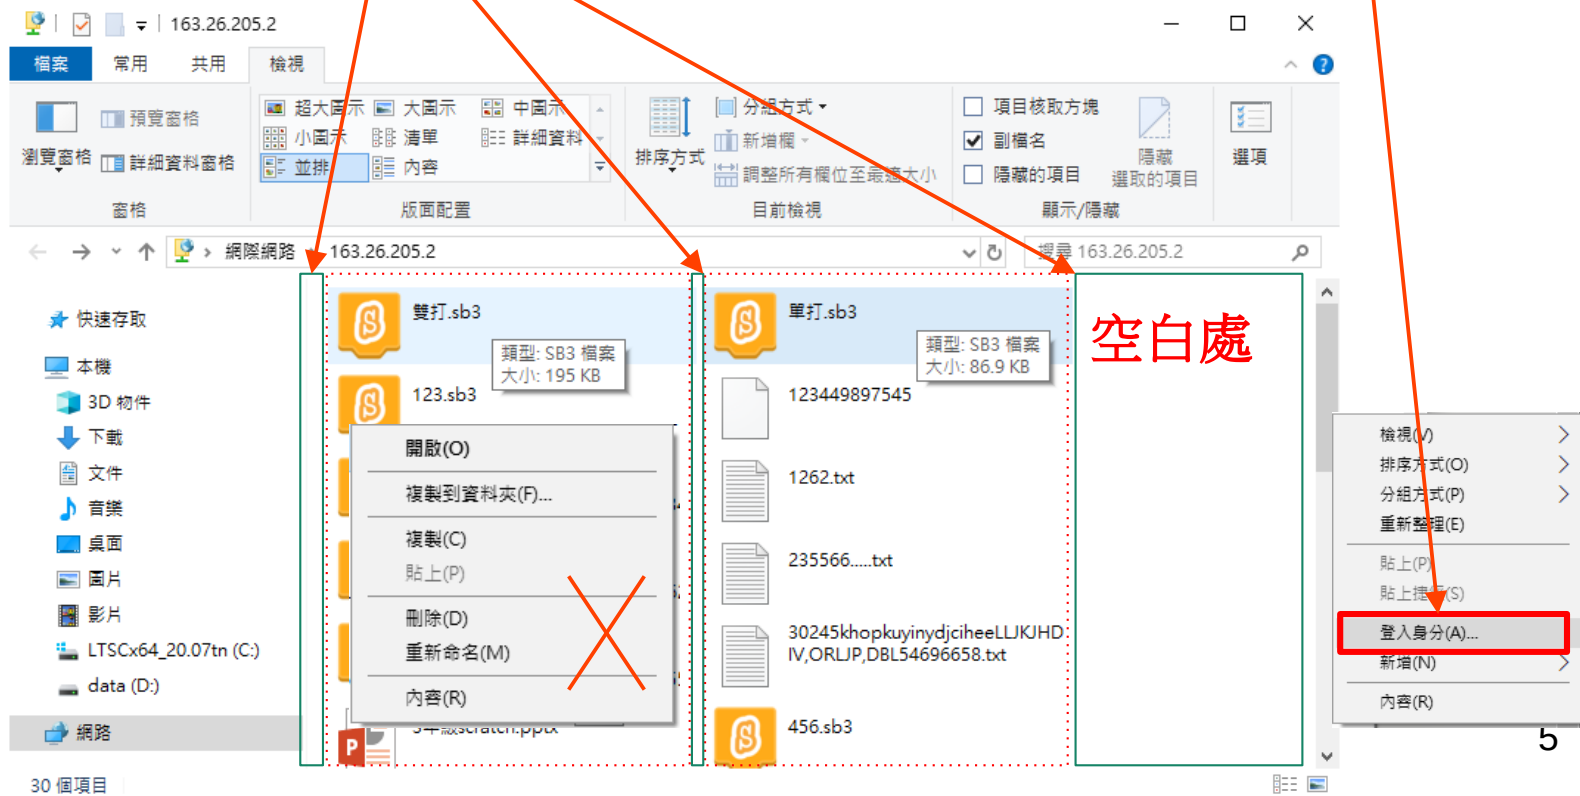 163.26.205.2
檔案 常用 共用 檢視
預覽窗格
瀏覽窗格
詳細資料窗格
窗格
超大圖示 大圖示 中圖示
小圖示 清單 詳細資料
並排 內容
版面配置
排序方式
分組方式
新增欄
調整所有欄位至最適大小
目前檢視
項目核取方塊
副檔名
隱藏的項目
隱藏
選取的項目
顯示/隱藏
選項
網際網路 163.26.205.2
搜尋 163.26.205.2
快速存取
本機
3D 物件
下載
文件
音樂
桌面
圖片
影片
LTSCx64_20.07tn (C:)
data (D:)
網路
雙打.sb3
類型: SB3 檔案
大小: 195 KB
123.sb3
開啟(O)
複製到資料夾(F)...
複製(C)
貼上(P)
刪除(D)
重新命名(M)
內容(R)
單打.sb3
類型: SB3 檔案
大小: 86.9 KB
123449897545
1262.txt
235566.....txt
30245khopkuyinydjciheeLLJKJHD
IV,ORLJP,DBL54696658.txt
456.sb3
空白處
檢視(V)
排序方式(O)
分組方式(P)
重新整理(E)
貼上(P)
貼上捷徑(S)
登入身分(A)...
新增(N)
內容(R)
5
30 個項目